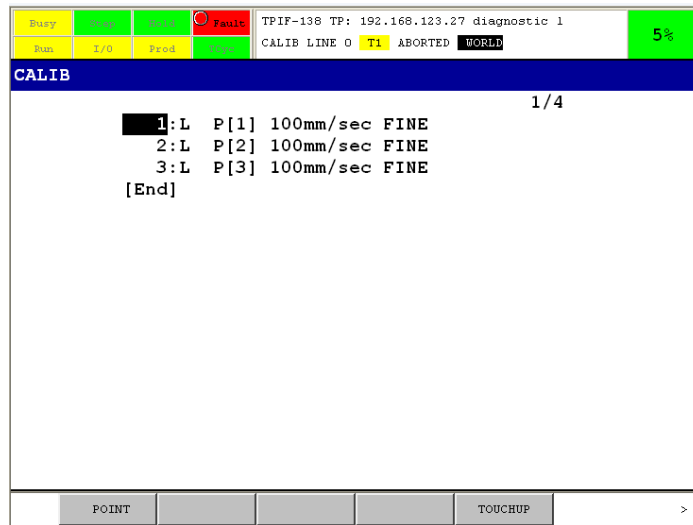 Busy Step Hold Fault
Run I/O Prod TCyc
TPIF-138 TP: 192.168.123.27 diagnostic l
CALIB LINE 0 T1 ABORTED WORLD
5%
CALIB
1/4
1:L P[1] 100mm/sec FINE
2:L P[2] 100mm/sec FINE
3:L P[3] 100mm/sec FINE
[End]
POINT TOUCHUP >